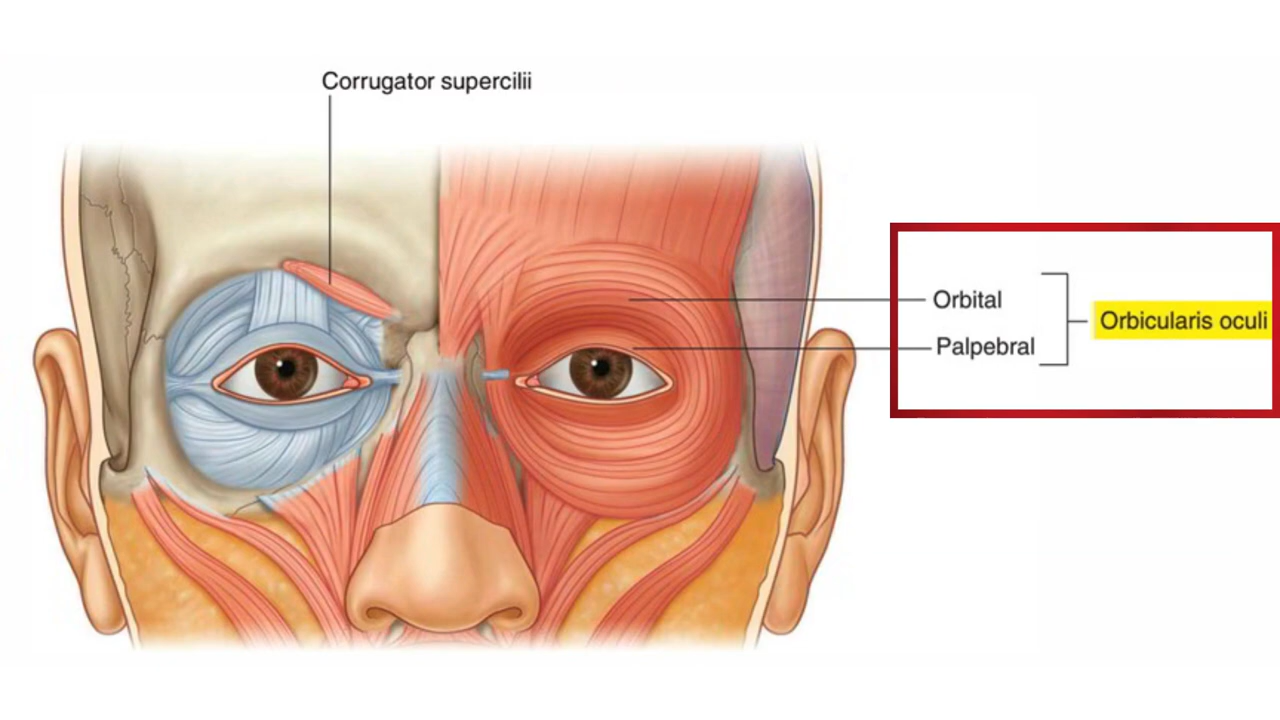 Corrugator supercilii
Orbital
Orbicularis oculi
Palpebral